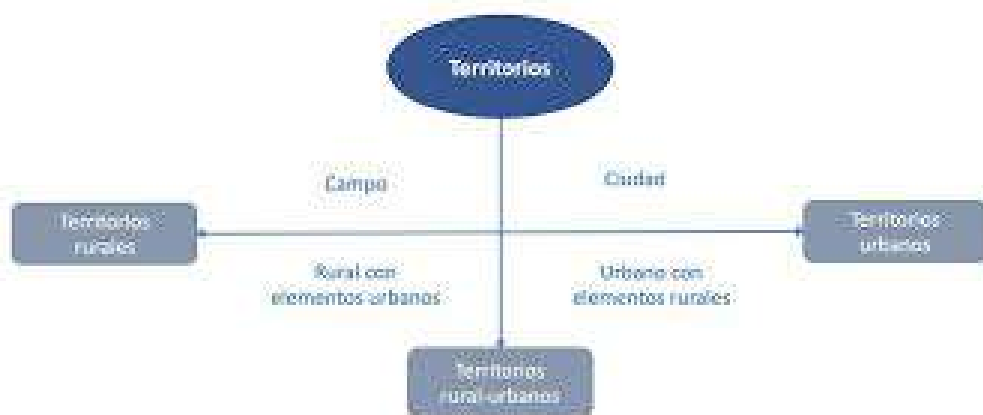 Territorios
Campo
Ciudad
Territorios
rurales
Territorios
urbanos
Rural con
elementos urbanos
Urbano con
elementos rurales
Territorios
rural-urbanos